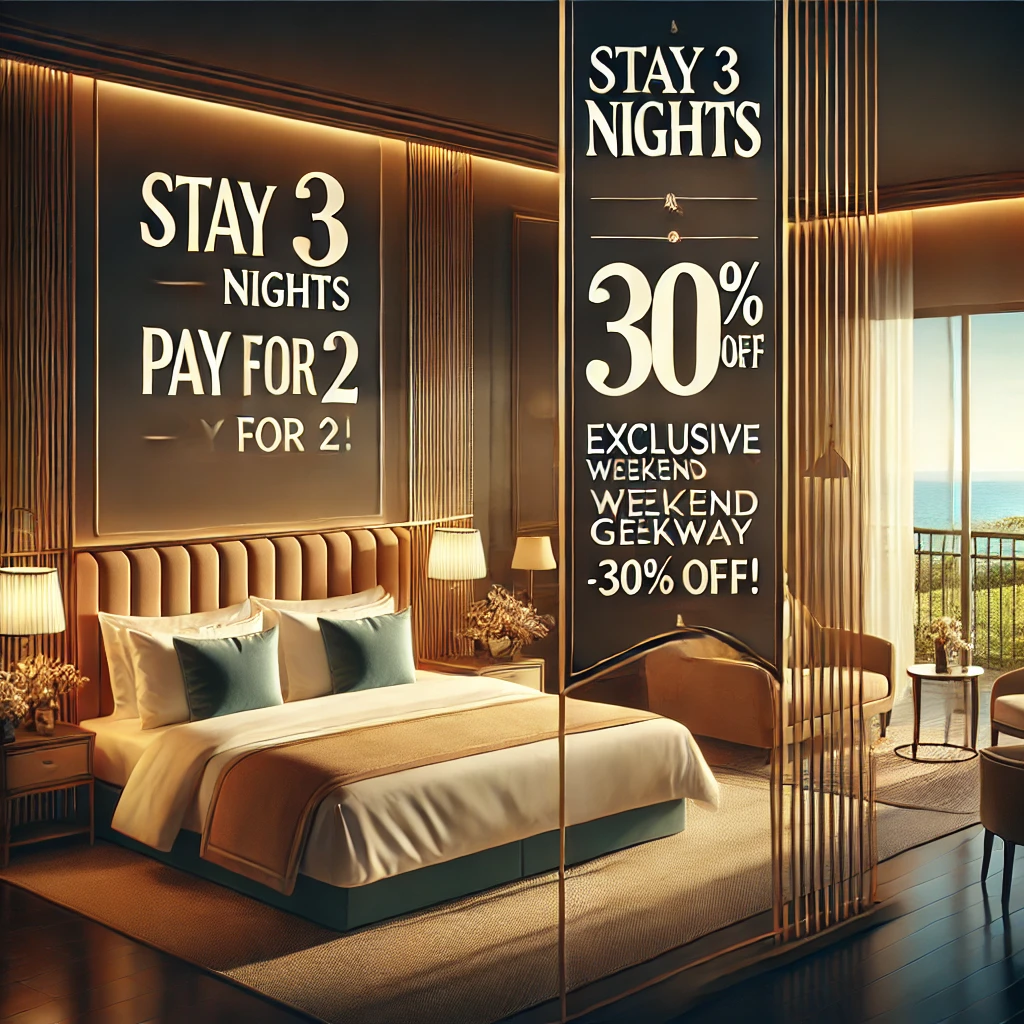 STAY 3
NIGHTS
PAY FOR 2
Y FOR 2!
STAY 3
NIGHTS
30%
OFF
EXCLUSIVE
WEEKEND
WEEKEND
GEEKWAY
-30% OFF!